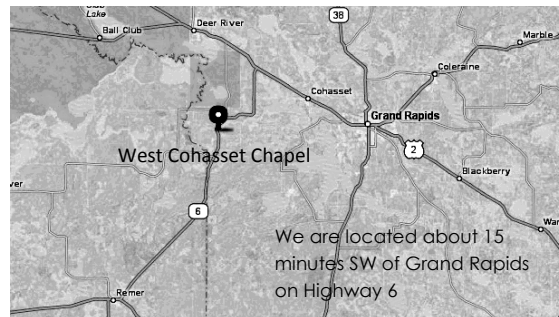 Lake
Deer River
38
Ball Club
Marble
Coleraine
Cohasset
Grand Rapids
2
West Cohasset Chapel
Blackberry
6
We are located about 15
minutes SW of Grand Rapids
on Highway 6
Remer